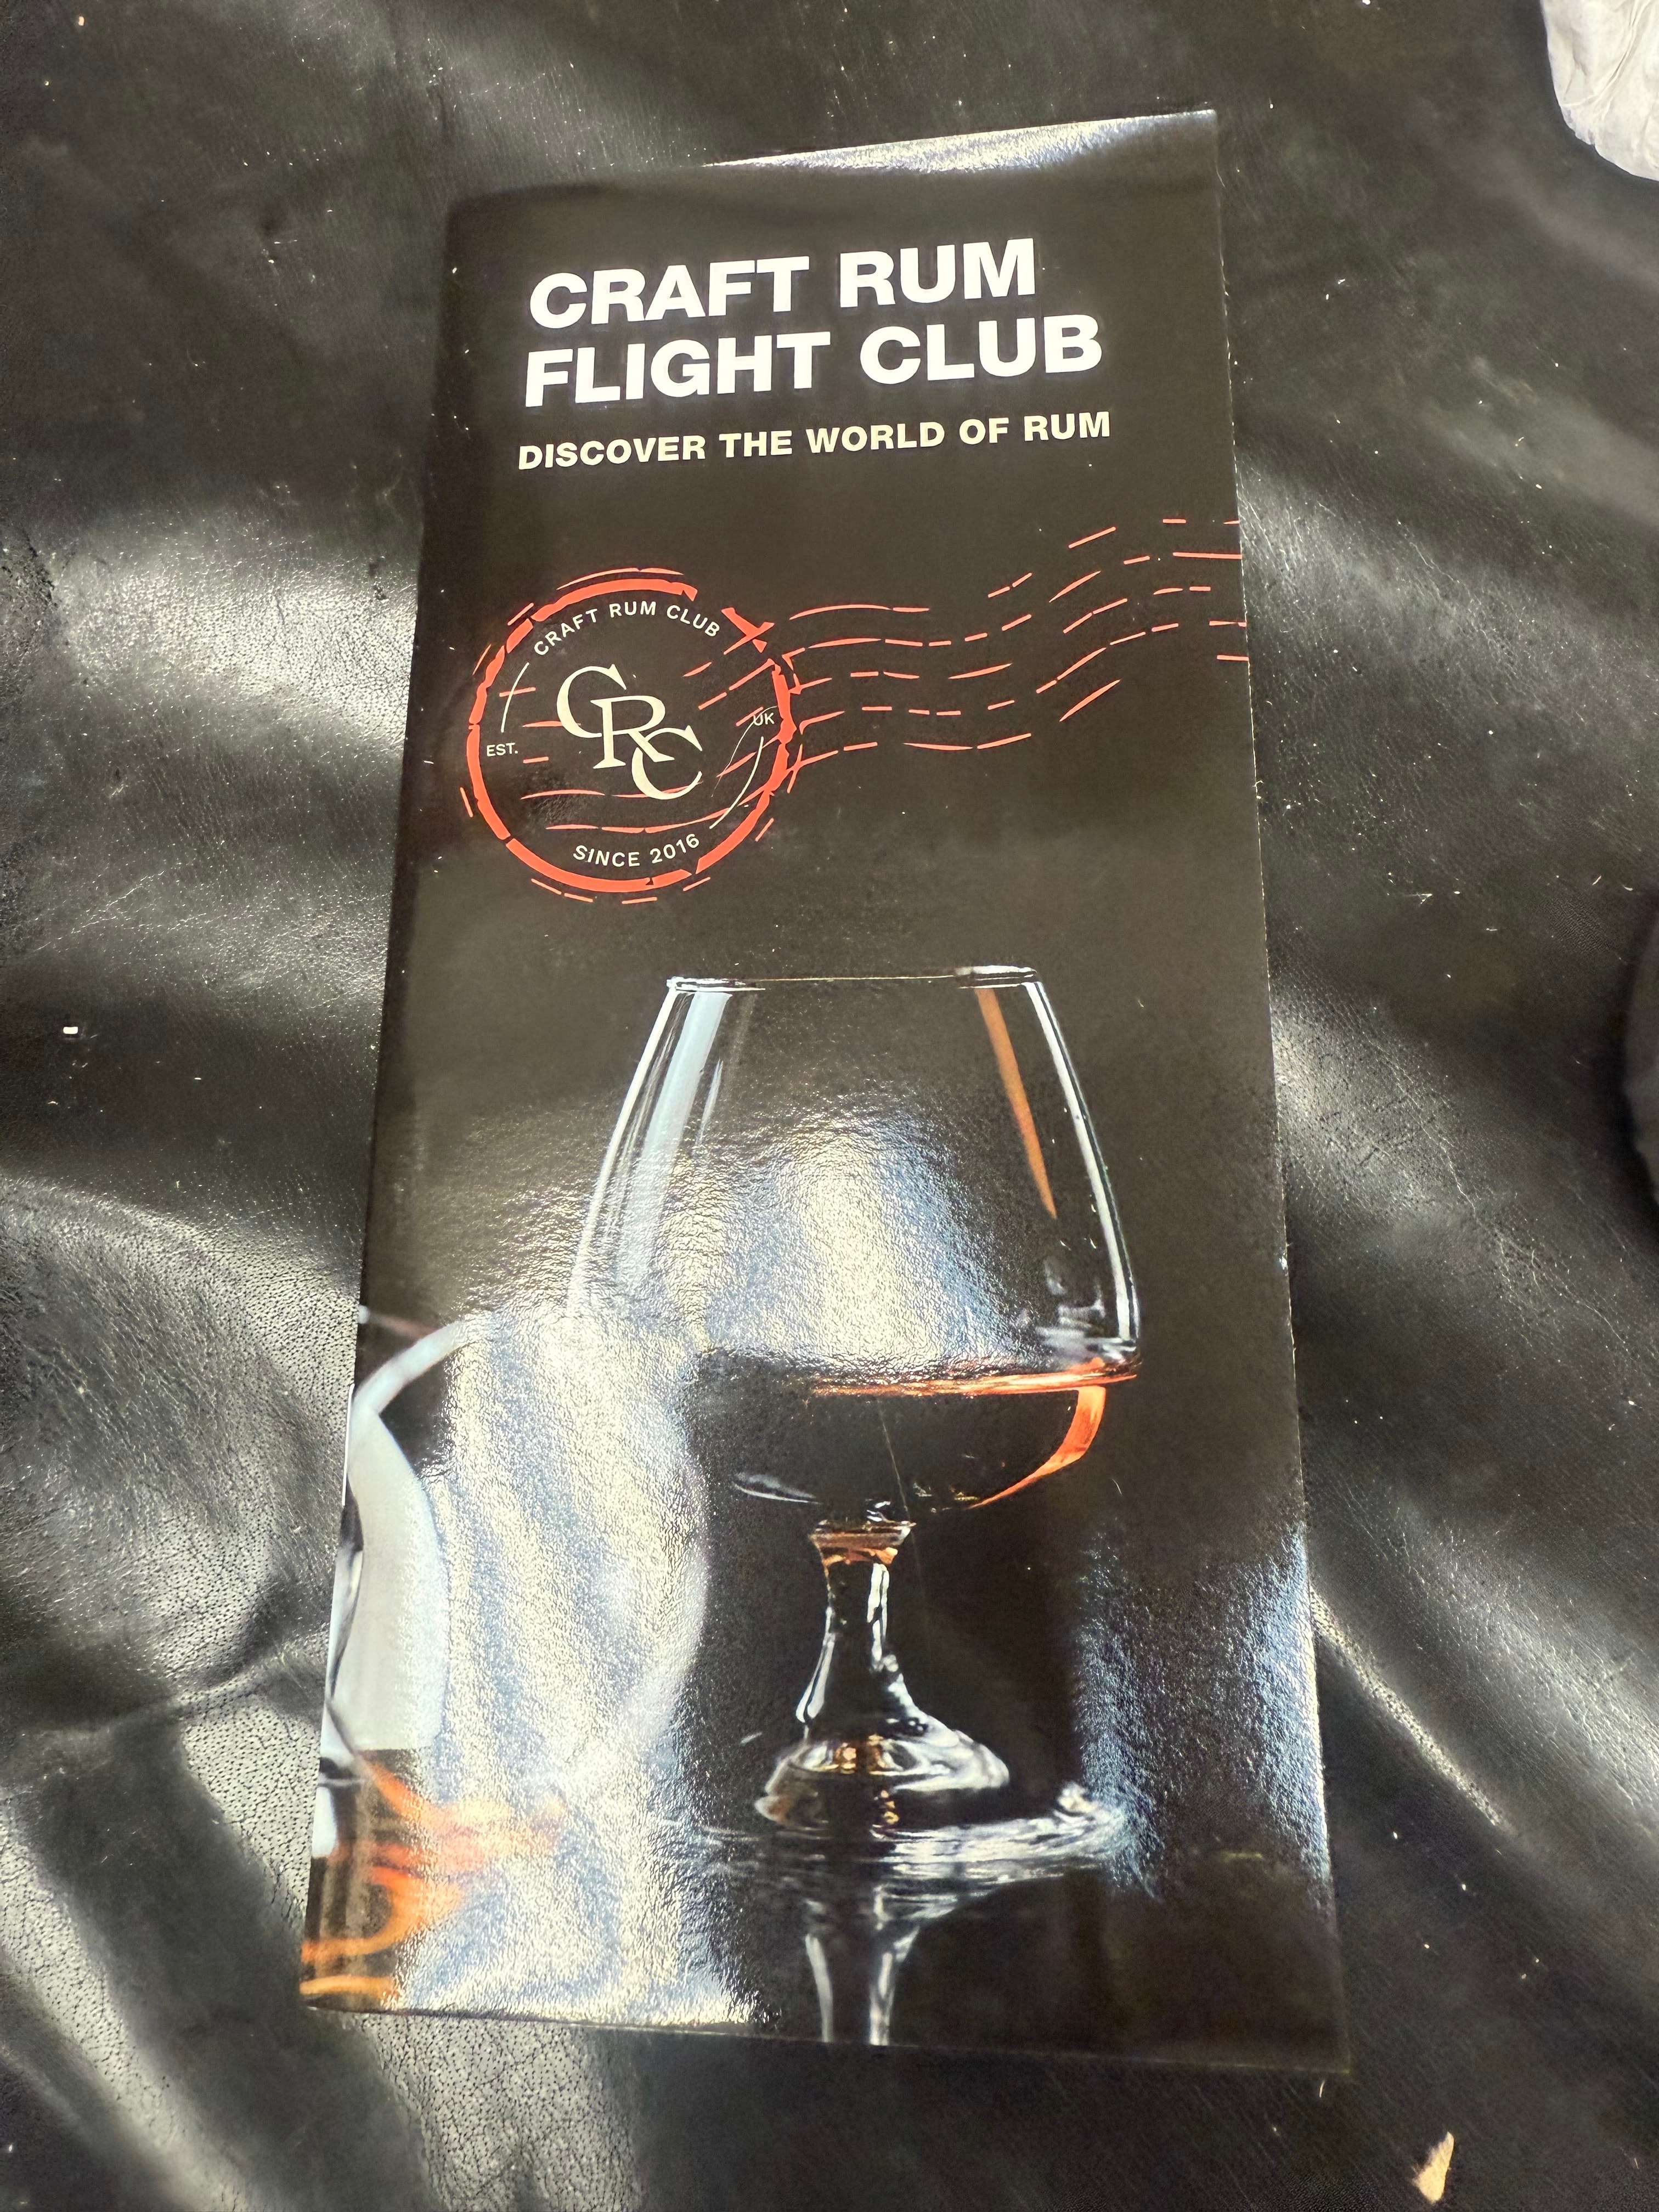 CRAFT RUM
FLIGHT CLUB
DISCOVER THE WORLD OF RUM
CRAFT RUM CLUB
CRC
EST.
UK
SINCE 2016